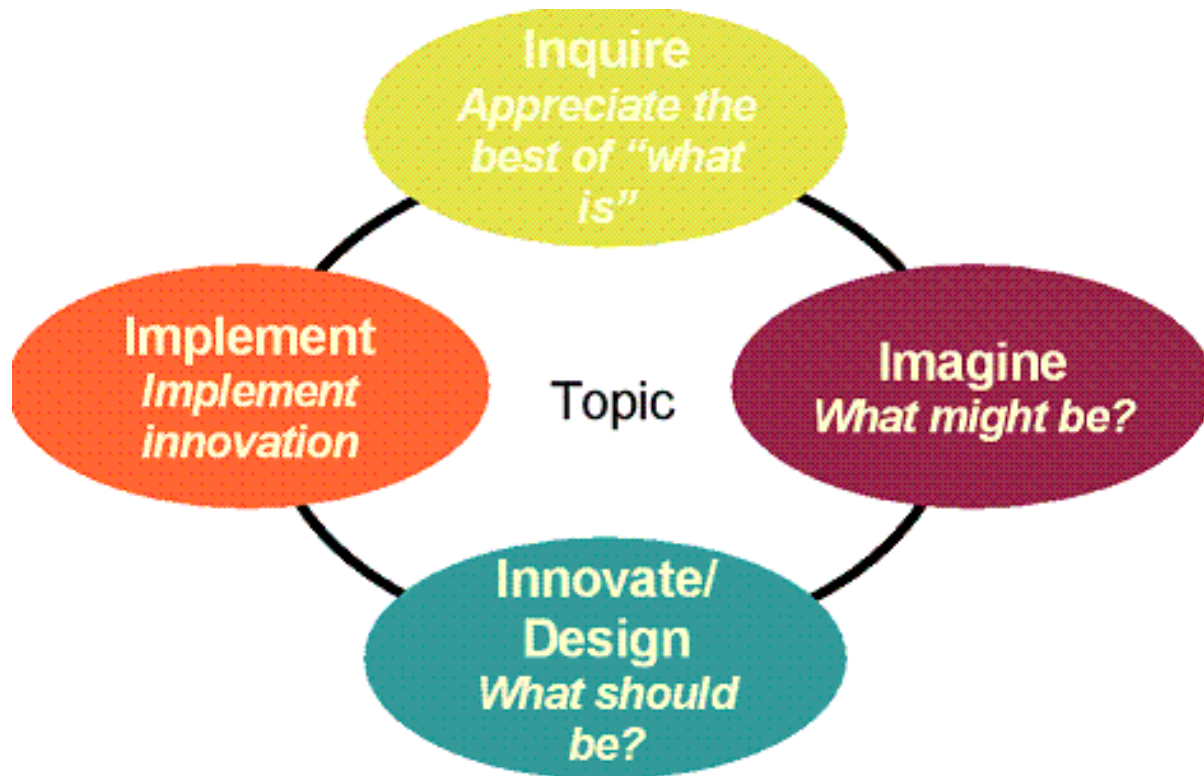 Inquire
Appreciate the
best of “what
is”
Implement
Implement
innovation
Topic
Imagine
What might be?
Innovate/
Design
What should
be?